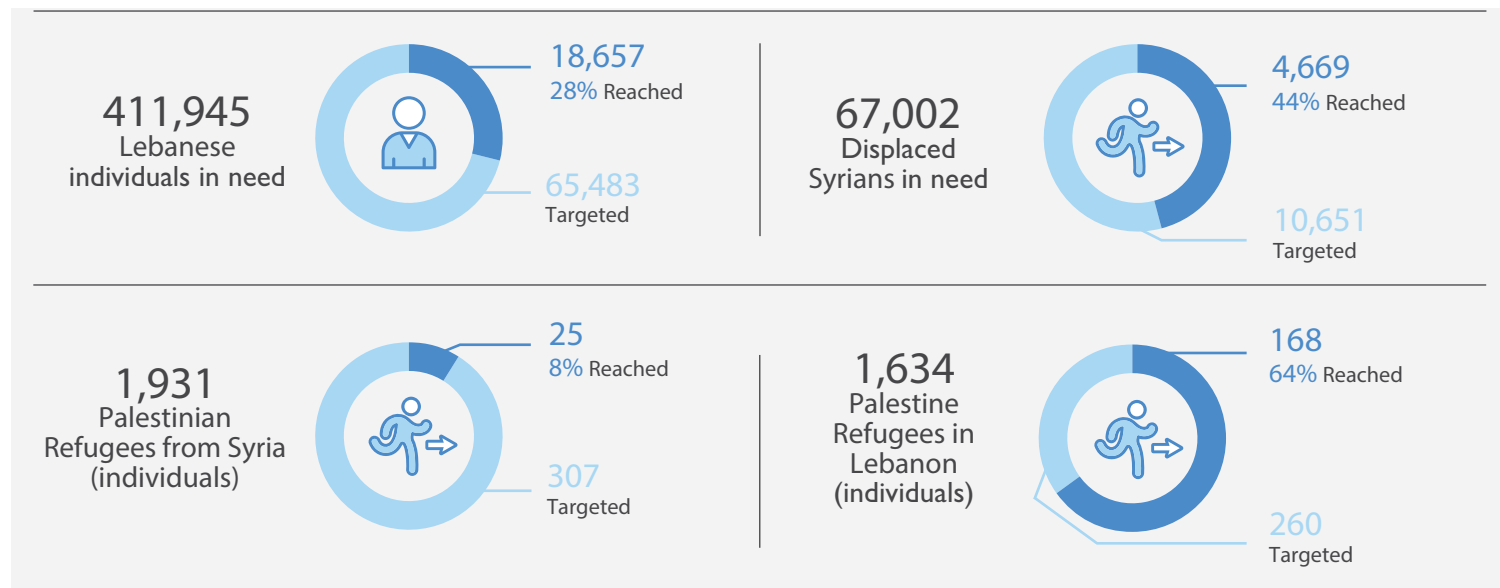 411,945
Lebanese
individuals in need
18,657
28% Reached
65,483
Targeted
67,002
Displaced
Syrians in need
4,669
44% Reached
10,651
Targeted
1,931
Palestinian
Refugees from Syria
(individuals)
25
8% Reached
307
Targeted
1,634
Palestine
Refugees in
Lebanon
(individuals)
168
64% Reached
260
Targeted